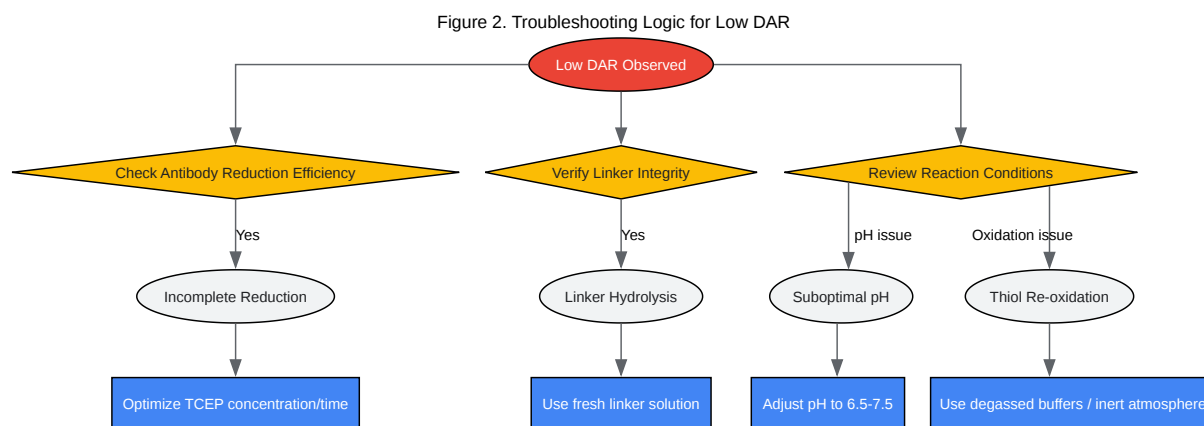 Figure 2. Troubleshooting Logic for Low DAR
Low DAR Observed
Check Antibody Reduction Efficiency
Verify Linker Integrity
Review Reaction Conditions
Yes
Yes
pH issue
Oxidation issue
Incomplete Reduction
Linker Hydrolysis
Suboptimal pH
Thiol Re-oxidation
Optimize TCEP concentration/time
Use fresh linker solution
Adjust pH to 6.5-7.5
Use degassed buffers / inert atmosphere